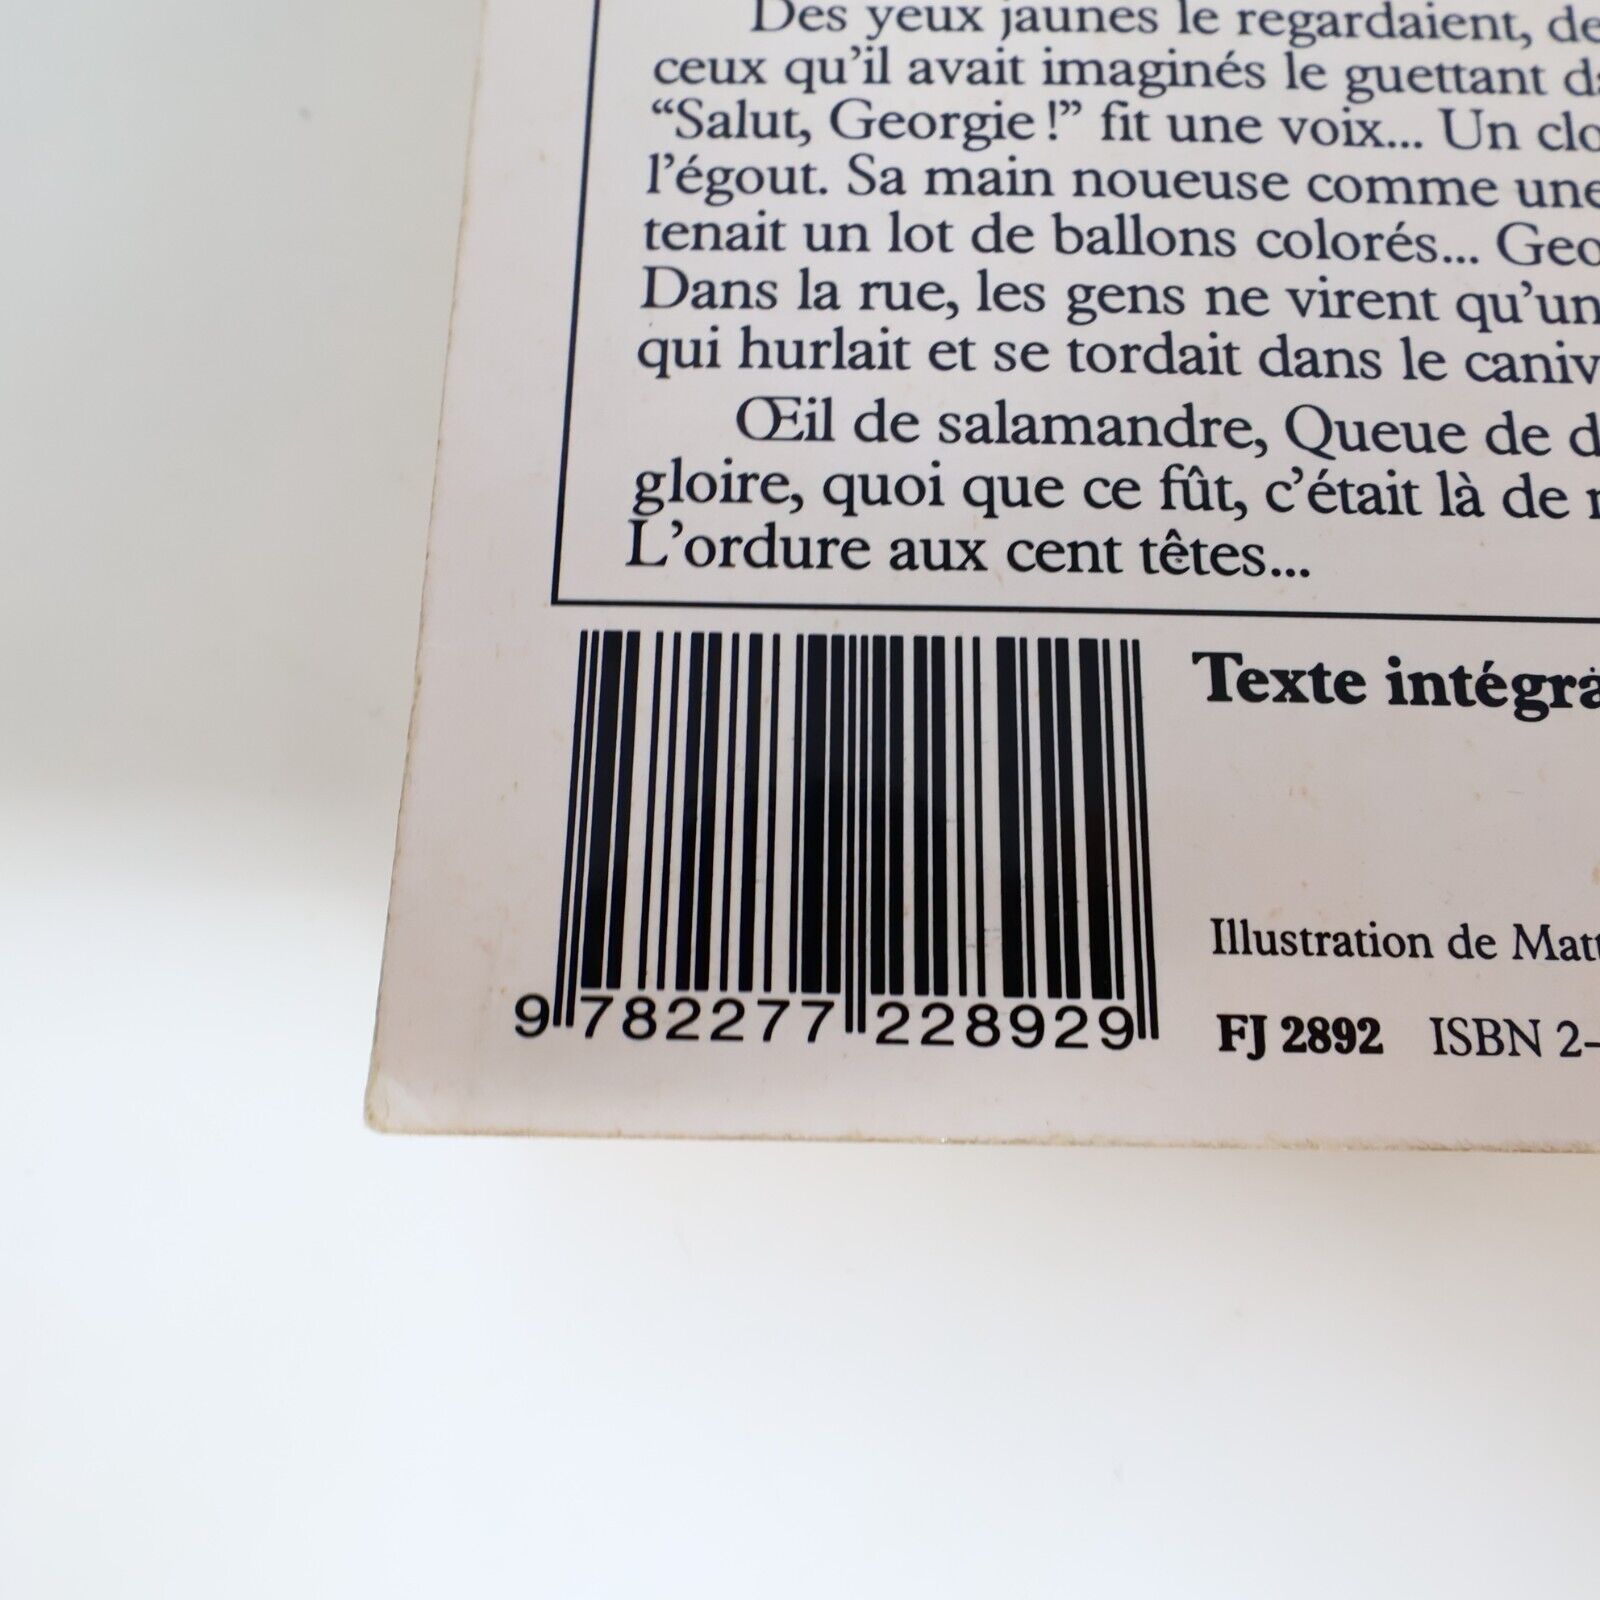 Des yeux jaunes le regardaient, de
ceux qu'il avait imaginés le guettant d
“Salut, Georgie !” fit une voix... Un clo
l'égout. Sa main noueuse comme une
tenait un lot de ballons colorés... Geo
Dans la rue, les gens ne virent qu'un
qui hurlait et se tordait dans le caniv
Œil de salamandre, Queue de d
gloire, quoi que ce fût, c'était là de
L'ordure aux cent têtes...
Texte intégra
Illustration de Matt
9 782277 228929
FJ 2892 ISBN 2-